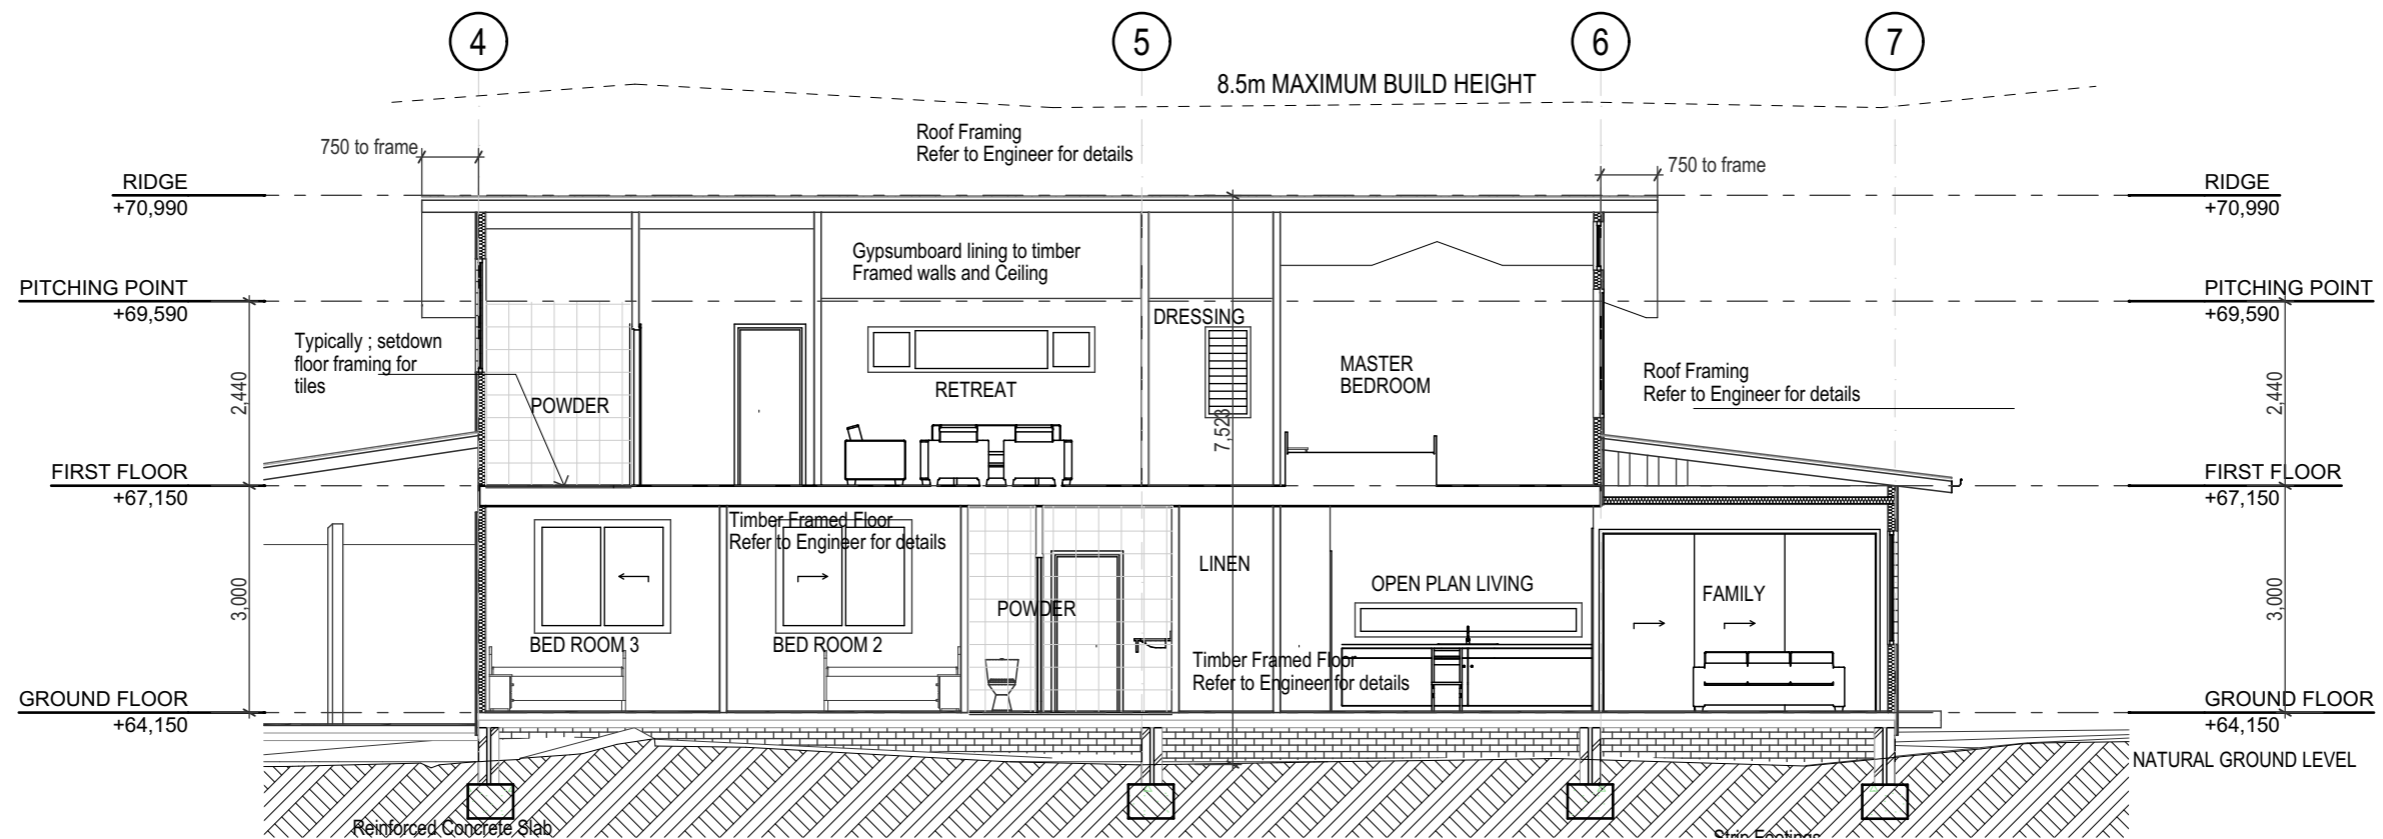 4
5
6
7
8.5m MAXIMUM BUILD HEIGHT
Roof Framing
Refer to Engineer for details
750 to frame
750 to frame
RIDGE
+70,990
RIDGE
+70,990
Gypsumboard lining to timber
Framed walls and Ceiling
PITCHING POINT
+69,590
PITCHING POINT
+69,590
DRESSING
Typically ; setdown
floor framing for
tiles
MASTER
BEDROOM
Roof Framing
Refer to Engineer for details
2,440
POWDER
RETREAT
7,523
2,440
FIRST FLOOR
+67,150
FIRST FLOOR
+67,150
Timber Framed Floor
Refer to Engineer for details
LINEN
OPEN PLAN LIVING
FAMILY
3,000
POWDER
3,000
BED ROOM 3
BED ROOM 2
Timber Framed Floor
Refer to Engineer for details
GROUND FLOOR
+64,150
GROUND FLOOR
+64,150
NATURAL GROUND LEVEL
Reinforced Concrete Slab
Strip Footings